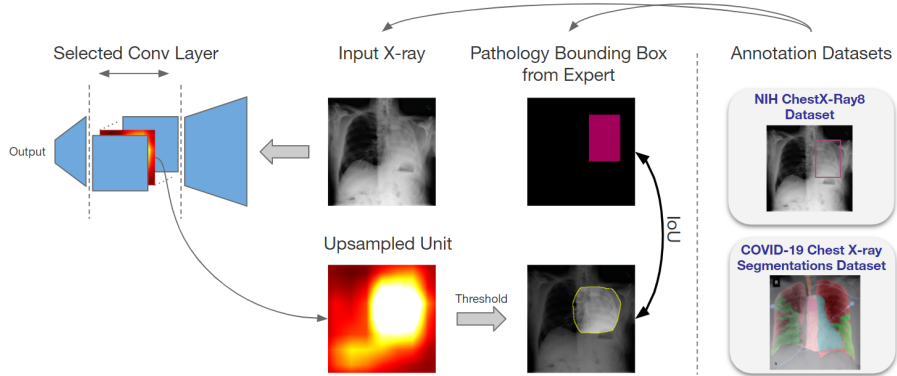 Selected Conv Layer
Input X-ray
Pathology Bounding Box
from Expert
Annotation Datasets
Output
NIH ChestX-Ray8
Dataset
IoU
Upsampled Unit
Threshold
COVID-19 Chest X-ray
Segmentations Dataset
R